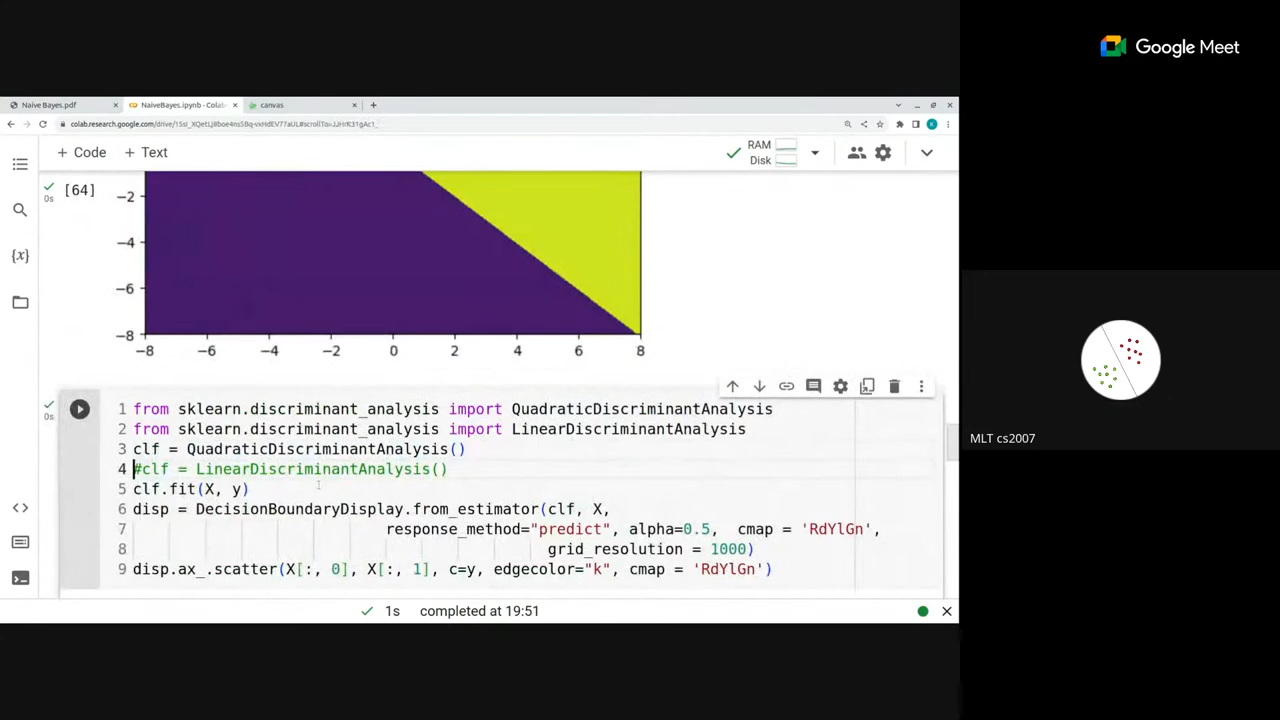 Google Meet
Naive Bayes.pdf
NaiveBayes.ipynb - Colab
canvas
+ Code + Text
RAM
Disk
[64]
0s
−2
−4
−6
−8
−8 −6 −4 −2 0 2 4 6 8
0s
1 from sklearn.discriminant_analysis import QuadraticDiscriminantAnalysis
2 from sklearn.discriminant_analysis import LinearDiscriminantAnalysis
3 clf = QuadraticDiscriminantAnalysis()
4 #clf = LinearDiscriminantAnalysis()
5 clf.fit(X, y)
6 disp = DecisionBoundaryDisplay.from_estimator(clf, X,
7 response_method="predict", alpha=0.5, cmap = 'RdYlGn',
8 grid_resolution = 1000)
9 disp.ax_.scatter(X[:, 0], X[:, 1], c=y, edgecolor="k", cmap = 'RdYlGn')
1s completed at 19:51
MLT cs2007